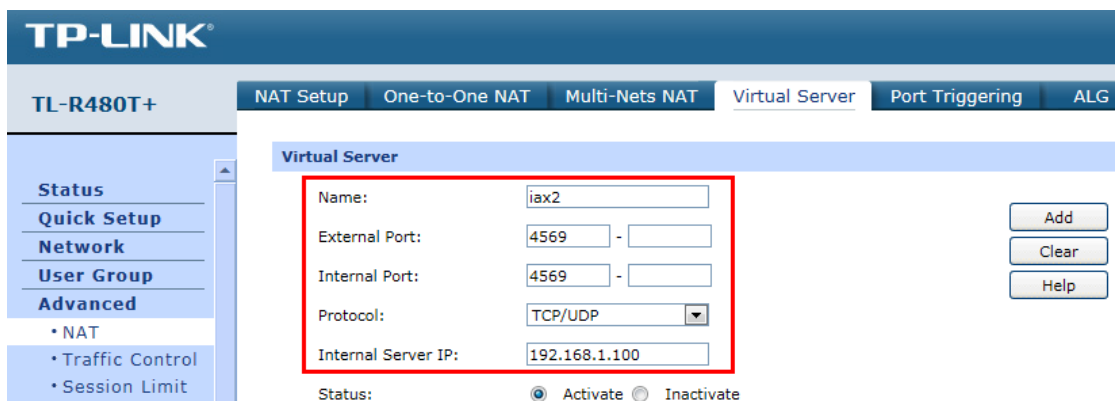 TP-LINK®
TL-R480T+
NAT Setup One-to-One NAT Multi-Nets NAT Virtual Server Port Triggering ALG
Status
Quick Setup
Network
User Group
Advanced
• NAT
• Traffic Control
• Session Limit
Virtual Server
Name: iax2
External Port: 4569 -
Internal Port: 4569 -
Protocol: TCP/UDP
Internal Server IP: 192.168.1.100
Status: Activate Inactivate
Add
Clear
Help